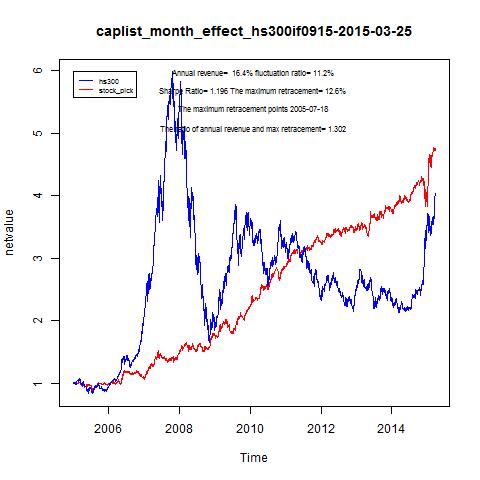 caplist_month_effect_hs300if0915-2015-03-25
Annual revenue= 16.4% fluctuation ratio= 11.2%
Sharpe Ratio= 1.196 The maximum retracement= 12.6%
The maximum retracement points 2005-07-18
The ratio of annual revenue and max retracement= 1.302
hs300
stock_pick
netvalue
6
5
4
3
2
1
2006 2008 2010 2012 2014
Time